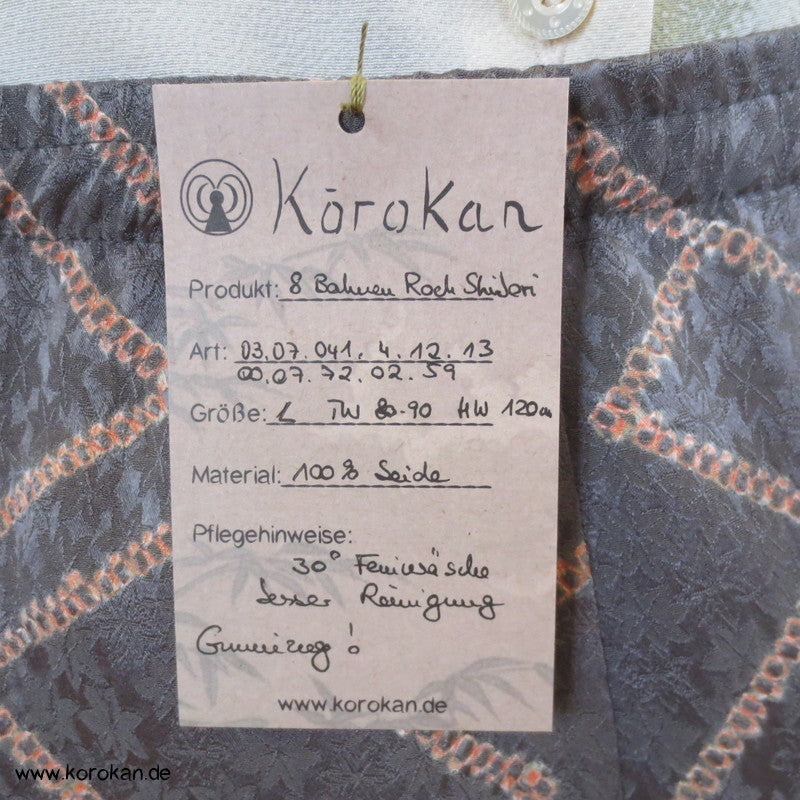 Kōrokan
Produkt: 8 Bahnen Rock Shibori
Art: 03.07.041. 4.12.13
00.07.72.02.59
Größe: L TW 80-90 HW 120cm
Material: 100% Seide
Pflegehinweise:
30° Feinwäsche
besser Reinigung
Gummizug!
www.korokan.de
www.korokan.de